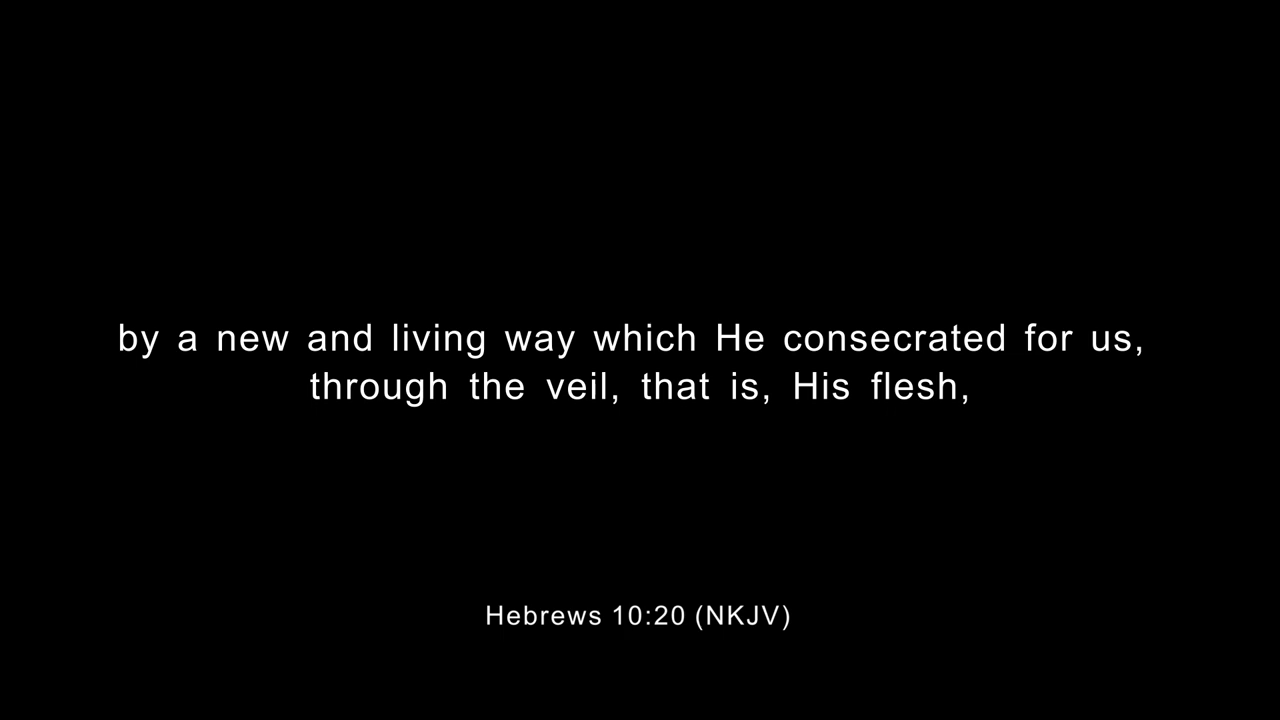 by a new and living way which He consecrated for us,
through the veil, that is, His flesh,
Hebrews 10:20 (NKJV)